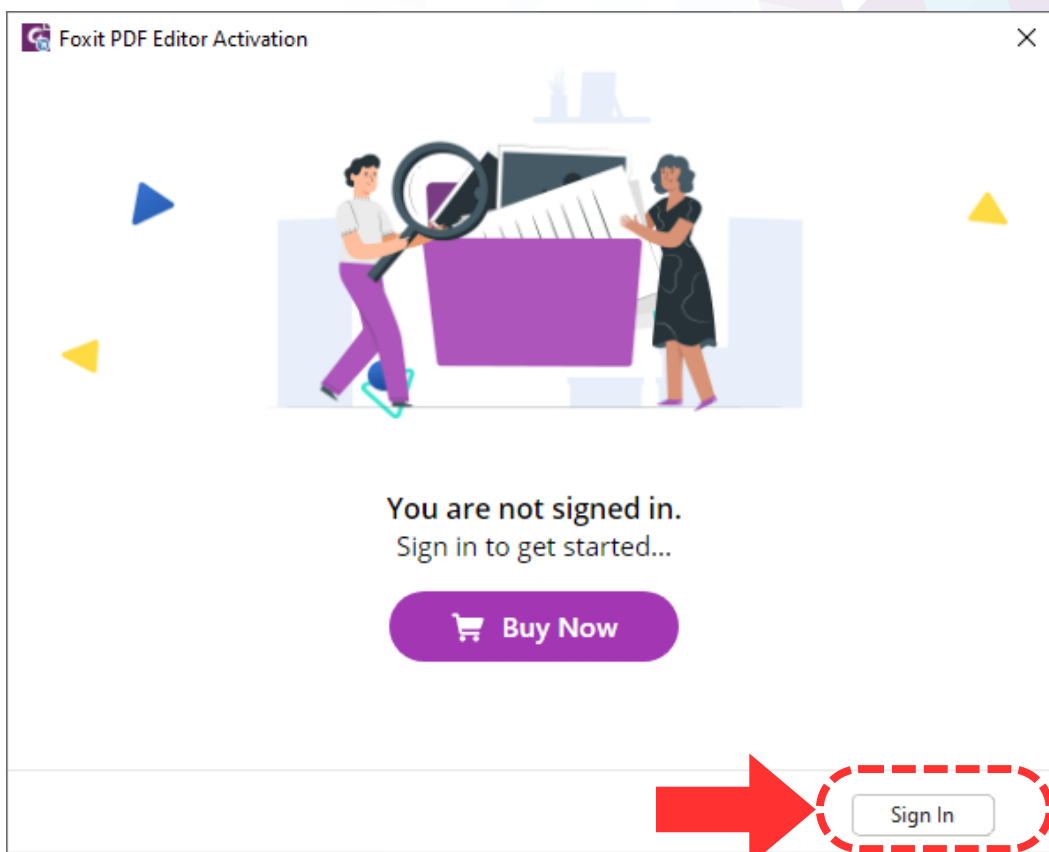 Foxit PDF Editor Activation
You are not signed in.
Sign in to get started...
Buy Now
Sign In